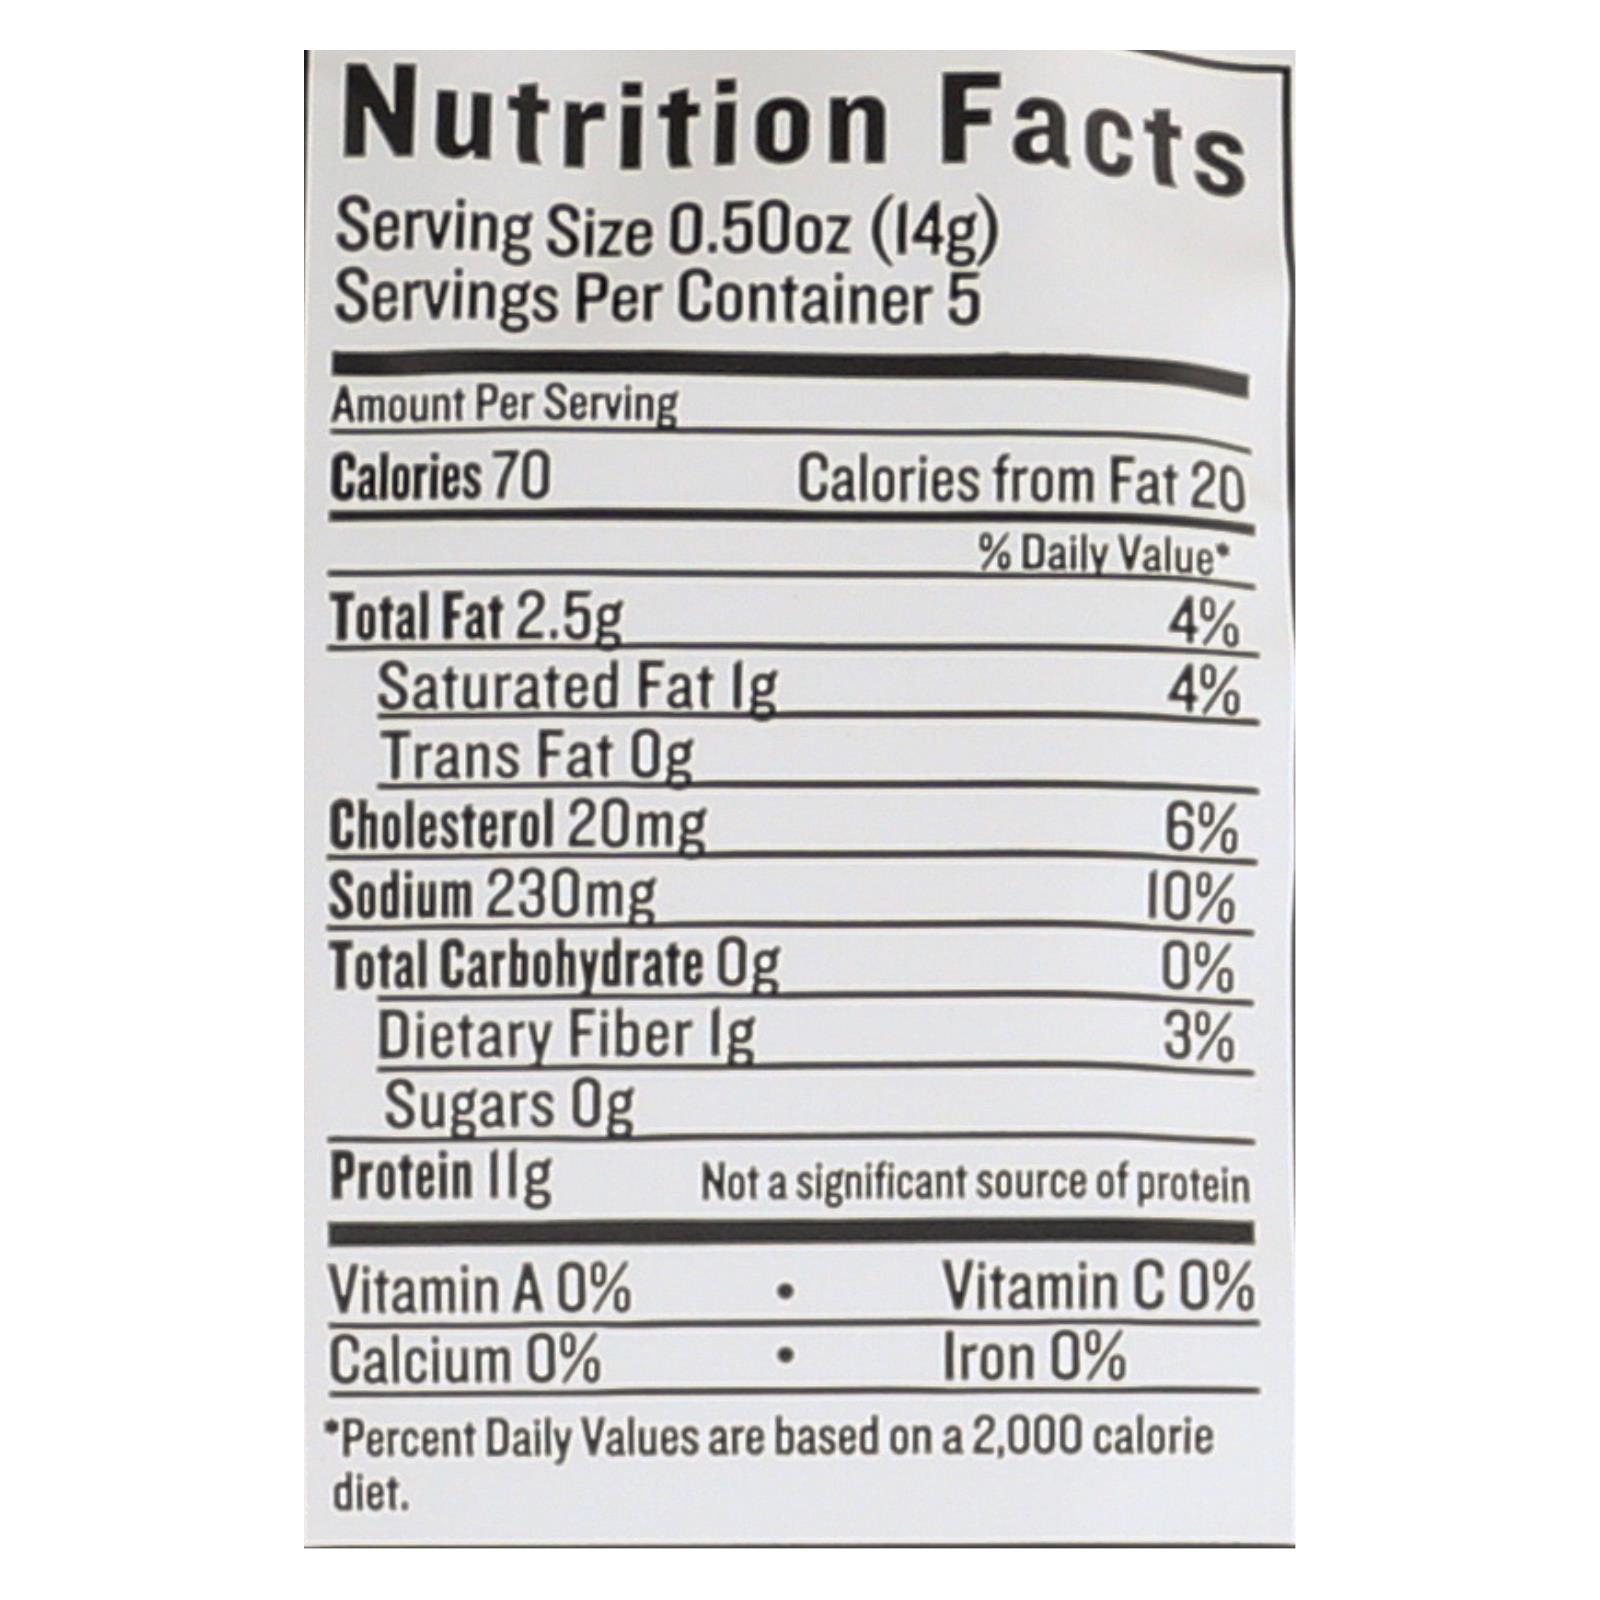 Nutrition Facts
Serving Size 0.50oz (14g)
Servings Per Container 5
Amount Per Serving
Calories 70 Calories from Fat 20
% Daily Value*
Total Fat 2.5g 4%
Saturated Fat 1g 4%
Trans Fat 0g
Cholesterol 20mg 6%
Sodium 230mg 10%
Total Carbohydrate 0g 0%
Dietary Fiber 1g 3%
Sugars 0g
Protein 11g Not a significant source of protein
Vitamin A 0% • Vitamin C 0%
Calcium 0% • Iron 0%
*Percent Daily Values are based on a 2,000 calorie
diet.